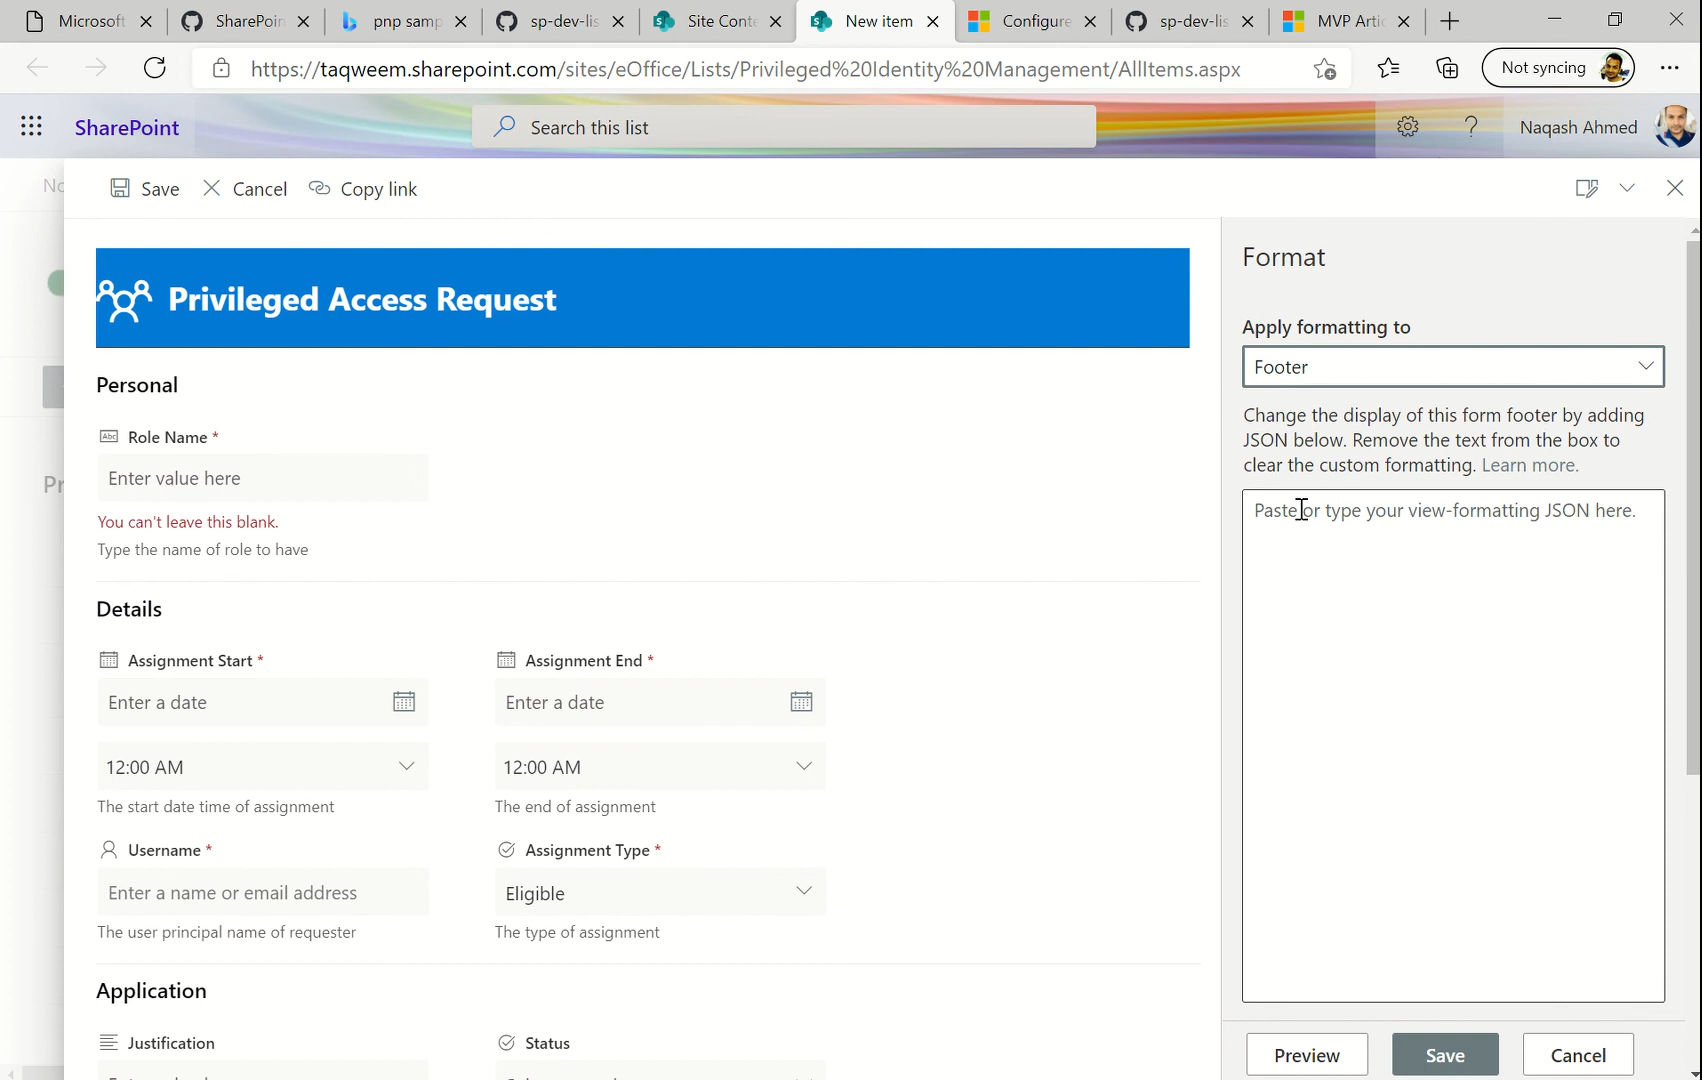 Microsoft
SharePoin
pnp samp
sp-dev-lis
Site Conte
New item
Configure
sp-dev-lis
MVP Artic
https://taqweem.sharepoint.com/sites/eOffice/Lists/Privileged%20Identity%20Management/AllItems.aspx
Not syncing
SharePoint
Search this list
Naqash Ahmed
No
Save
Cancel
Copy link
Privileged Access Request
Format
Apply formatting to
Footer
Change the display of this form footer by adding
JSON below. Remove the text from the box to
clear the custom formatting. Learn more.
Paste or type your view-formatting JSON here.
Personal
Abc Role Name *
Enter value here
Pr
You can't leave this blank.
Type the name of role to have
Details
Assignment Start *
Assignment End *
Enter a date
Enter a date
12:00 AM
12:00 AM
The start date time of assignment
The end of assignment
Username *
Assignment Type *
Enter a name or email address
Eligible
The user principal name of requester
The type of assignment
Application
Justification
Status
Preview
Save
Cancel